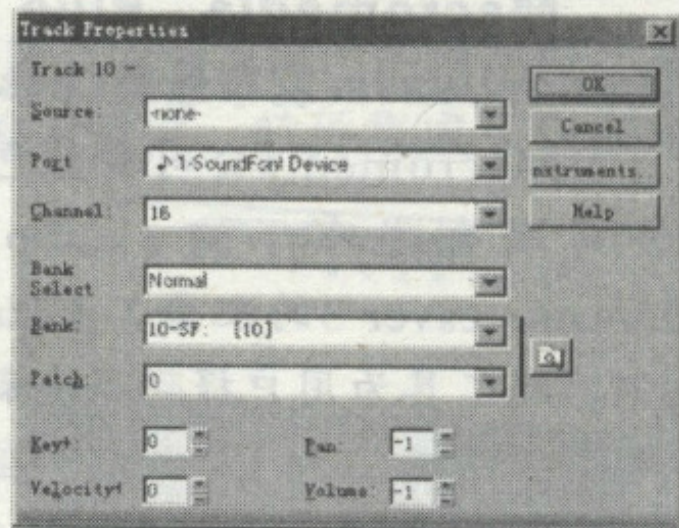 Track Properties
Track 10 -
Source: -none-
Port ♪ 1-SoundFont Device
Channel: 16
Bank Select Normal
Bank: 10-SF: [10]
Patch: 0
Key+: 0 Pan: -1
Velocity+ 0 Volume: -1
OK
Cancel
nstruments..
Help